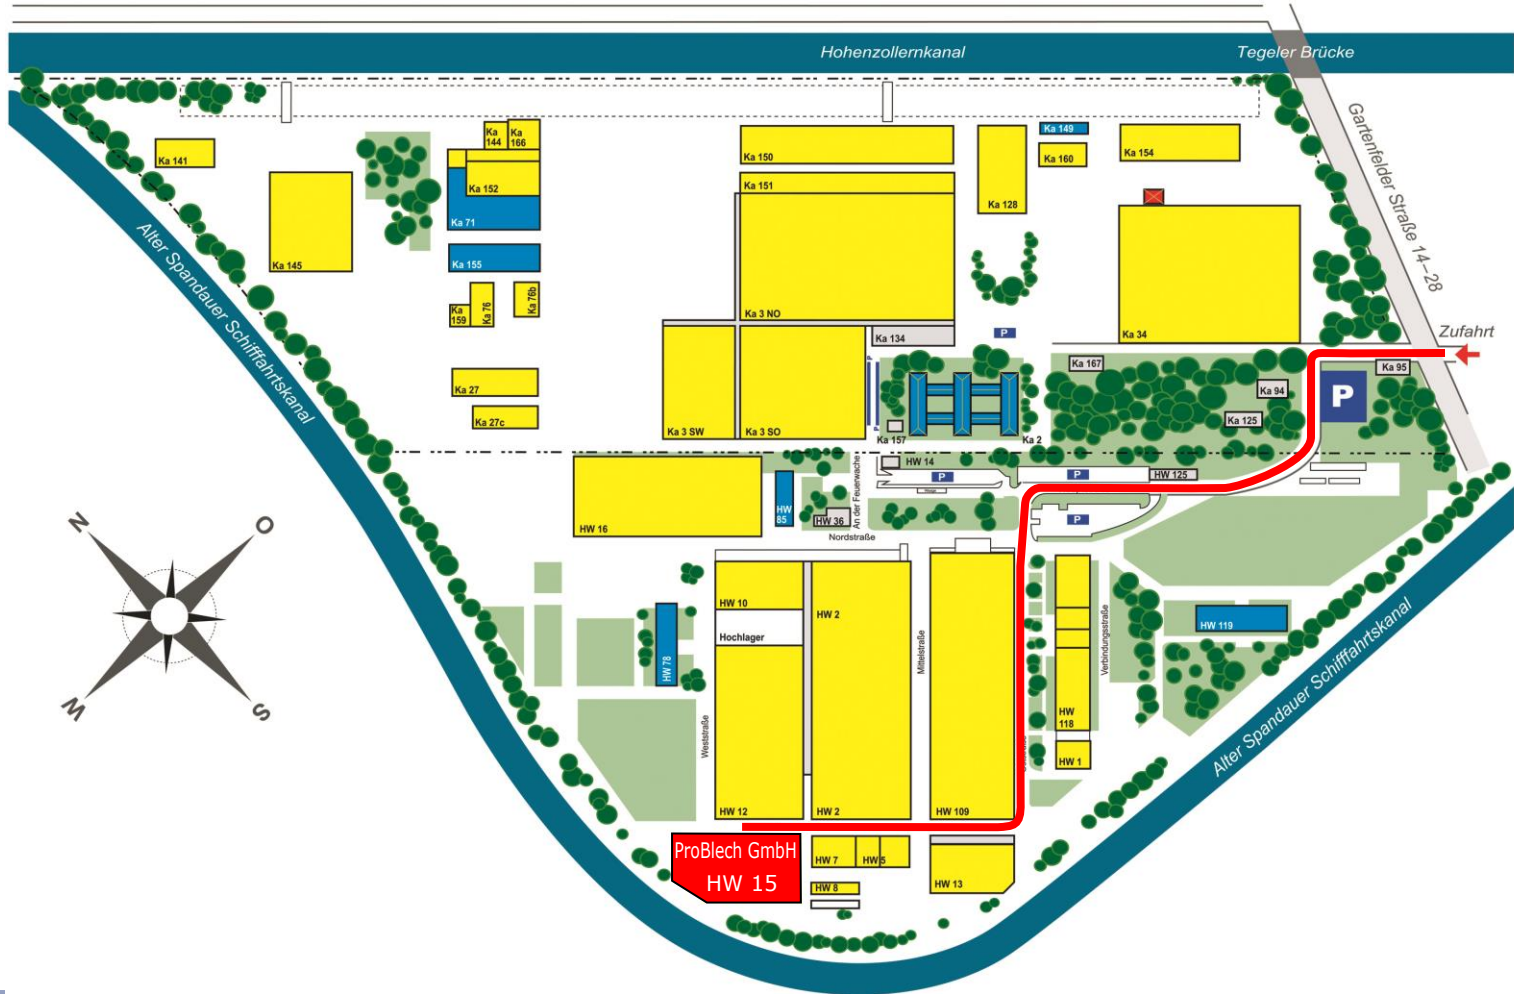 Hohenzollernkanal
Tegeler Brücke
Gartenfelder Straße 14–28
Zufahrt
Alter Spandauer Schifffahrtskanal
Ka 141
Ka 145
Ka
144
Ka
166
Ka 152
Ka 71
Ka 155
Ka
159
Ka 76
Ka 76b
Ka 27
Ka 27c
Ka 150
Ka 151
Ka 3 NO
Ka 3 SW
Ka 3 SO
Ka 134
Ka 128
Ka 149
Ka 160
Ka 154
Ka 34
Ka 167
Ka 94
Ka 125
Ka 95
P
P
P
P
Ka 157
Ka 2
HW 14
P
P
HW 125
P
HW 16
HW
85
HW 36
An der Feuerwache
Nordstraße
HW 10
Hochlager
HW 12
HW 2
HW 2
HW 78
Weststraße
Mittelstraße
HW 109
HW
118
HW 1
Verbindungsstraße
HW 119
Alter Spandauer Schifffahrtskanal
N
O
W
S
ProBlech GmbH
HW 15
HW 7
HW 5
HW 8
HW 13